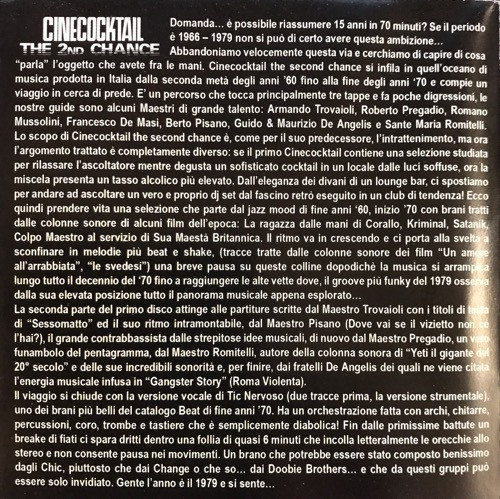 CINECOCKTAIL
THE 2ND CHANCE
Domanda... è possibile riassumere 15 anni in 70 minuti? Se il periodo
è 1966 – 1979 non si può di certo avere questa ambizione...
Abbandoniamo velocemente questa via e cerchiamo di capire di cosa
"parla" l'oggetto che avete fra le mani. Cinecocktail the second chance si infila in quell'oceano di
musica prodotta in Italia dalla seconda metà degli anni '60 fino alla fine degli anni '70 e compie un
viaggio in cerca di prede. E' un percorso che tocca principalmente tre tappe e fa poche digressioni, le
nostre guide sono alcuni Maestri di grande talento: Armando Trovaioli, Roberto Pregadio, Romano
Mussolini, Francesco De Masi, Berto Pisano, Guido & Maurizio De Angelis e Sante Maria Romitelli.
Lo scopo di Cinecocktail the second chance è, come per il suo predecessore, l'intrattenimento, ma ora
l'argomento trattato è completamente diverso: se il primo Cinecocktail contiene una selezione studiata
per rilassare l'ascoltatore mentre degusta un sofisticato cocktail in un locale dalle luci soffuse, ora la
miscela presenta un tasso alcolico più elevato. Dall'eleganza dei divani di un lounge bar, ci spostiamo
per andare ad ascoltare un vero e proprio dj set dal fascino retrò eseguito in un club di tendenza! Ecco
quindi prendere vita una selezione che parte dal jazz mood di fine anni '60, inizio '70 con brani tratti
dalle colonne sonore di alcuni film dell'epoca: La ragazza dalle mani di Corallo, Kriminal, Satanik,
Colpo Maestro al servizio di Sua Maestà Britannica. Il ritmo va in crescendo e ci porta alla svelta a
sconfinare in melodie più beat e shake, (tracce tratte dalle colonne sonore dei film "Un amore
all'arrabbiata", "le svedesi") una breve pausa su queste colline dopodichè la musica si arrampica
lungo tutto il decennio del '70 fino a raggiungere le alte vette dove, il groove più funky del 1979 osserva
dalla sua elevata posizione tutto il panorama musicale appena esplorato...
La seconda parte del primo disco attinge alle partiture scritte dal Maestro Trovaioli con i titoli di testa
di "Sessomatto" ed il suo ritmo intramontabile, dal Maestro Pisano (Dove vai se il vizietto non ce
l'hai?), il grande contrabbassista dalle strepitose idee musicali, di nuovo dal Maestro Pregadio, un vero
funambolo del pentagramma, dal Maestro Romitelli, autore della colonna sonora di "Yeti il gigante del
20° secolo" e delle sue incredibili sonorità e, per finire, dai fratelli De Angelis dei quali ne viene citata
l'energia musicale infusa in "Gangster Story" (Roma Violenta).
Il viaggio si chiude con la versione vocale di Tic Nervoso (due tracce prima, la versione strumentale),
uno dei brani più belli del catalogo Beat di fine anni '70. Ha un orchestrazione fatta con archi, chitarre,
percussioni, coro, trombe e tastiere che è semplicemente diabolica! Fin dalle primissime battute un
breake di fiati ci spara dritti dentro una follia di quasi 6 minuti che incolla letteralmente le orecchie allo
stereo e non consente pausa nei movimenti. Un brano che potrebbe essere stato composto benissimo
dagli Chic, piuttosto che dai Change o che so... dai Doobie Brothers... e che da questi gruppi può
essere solo invidiato. Gente l'anno è il 1979 e si sente...